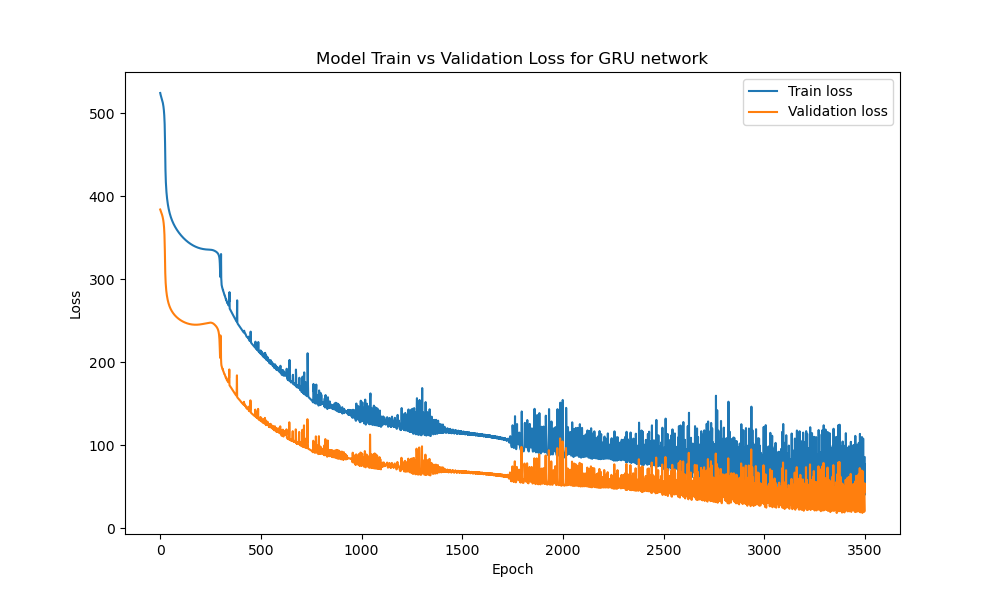 Model Train vs Validation Loss for GRU network
Train loss
Validation loss
500
400
300
200
100
0
Loss
0 500 1000 1500 2000 2500 3000 3500
Epoch